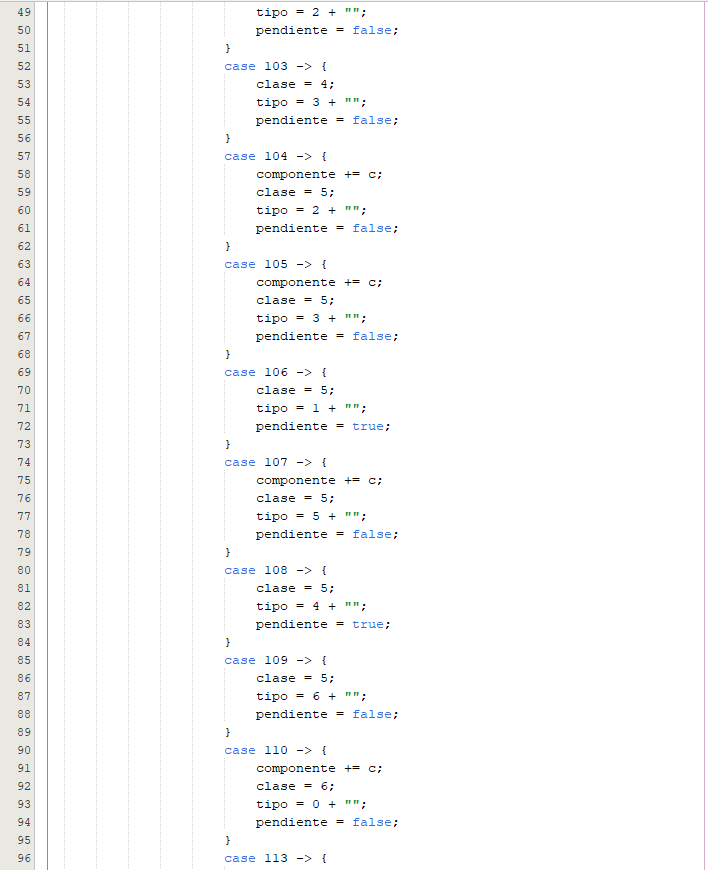 49 tipo = 2 + "";
50 pendiente = false;
51 }
52 case 103 -> {
53 clase = 4;
54 tipo = 3 + "";
55 pendiente = false;
56 }
57 case 104 -> {
58 componente += c;
59 clase = 5;
60 tipo = 2 + "";
61 pendiente = false;
62 }
63 case 105 -> {
64 componente += c;
65 clase = 5;
66 tipo = 3 + "";
67 pendiente = false;
68 }
69 case 106 -> {
70 clase = 5;
71 tipo = 1 + "";
72 pendiente = true;
73 }
74 case 107 -> {
75 componente += c;
76 clase = 5;
77 tipo = 5 + "";
78 pendiente = false;
79 }
80 case 108 -> {
81 clase = 5;
82 tipo = 4 + "";
83 pendiente = true;
84 }
85 case 109 -> {
86 clase = 5;
87 tipo = 6 + "";
88 pendiente = false;
89 }
90 case 110 -> {
91 componente += c;
92 clase = 6;
93 tipo = 0 + "";
94 pendiente = false;
95 }
96 case 113 -> {